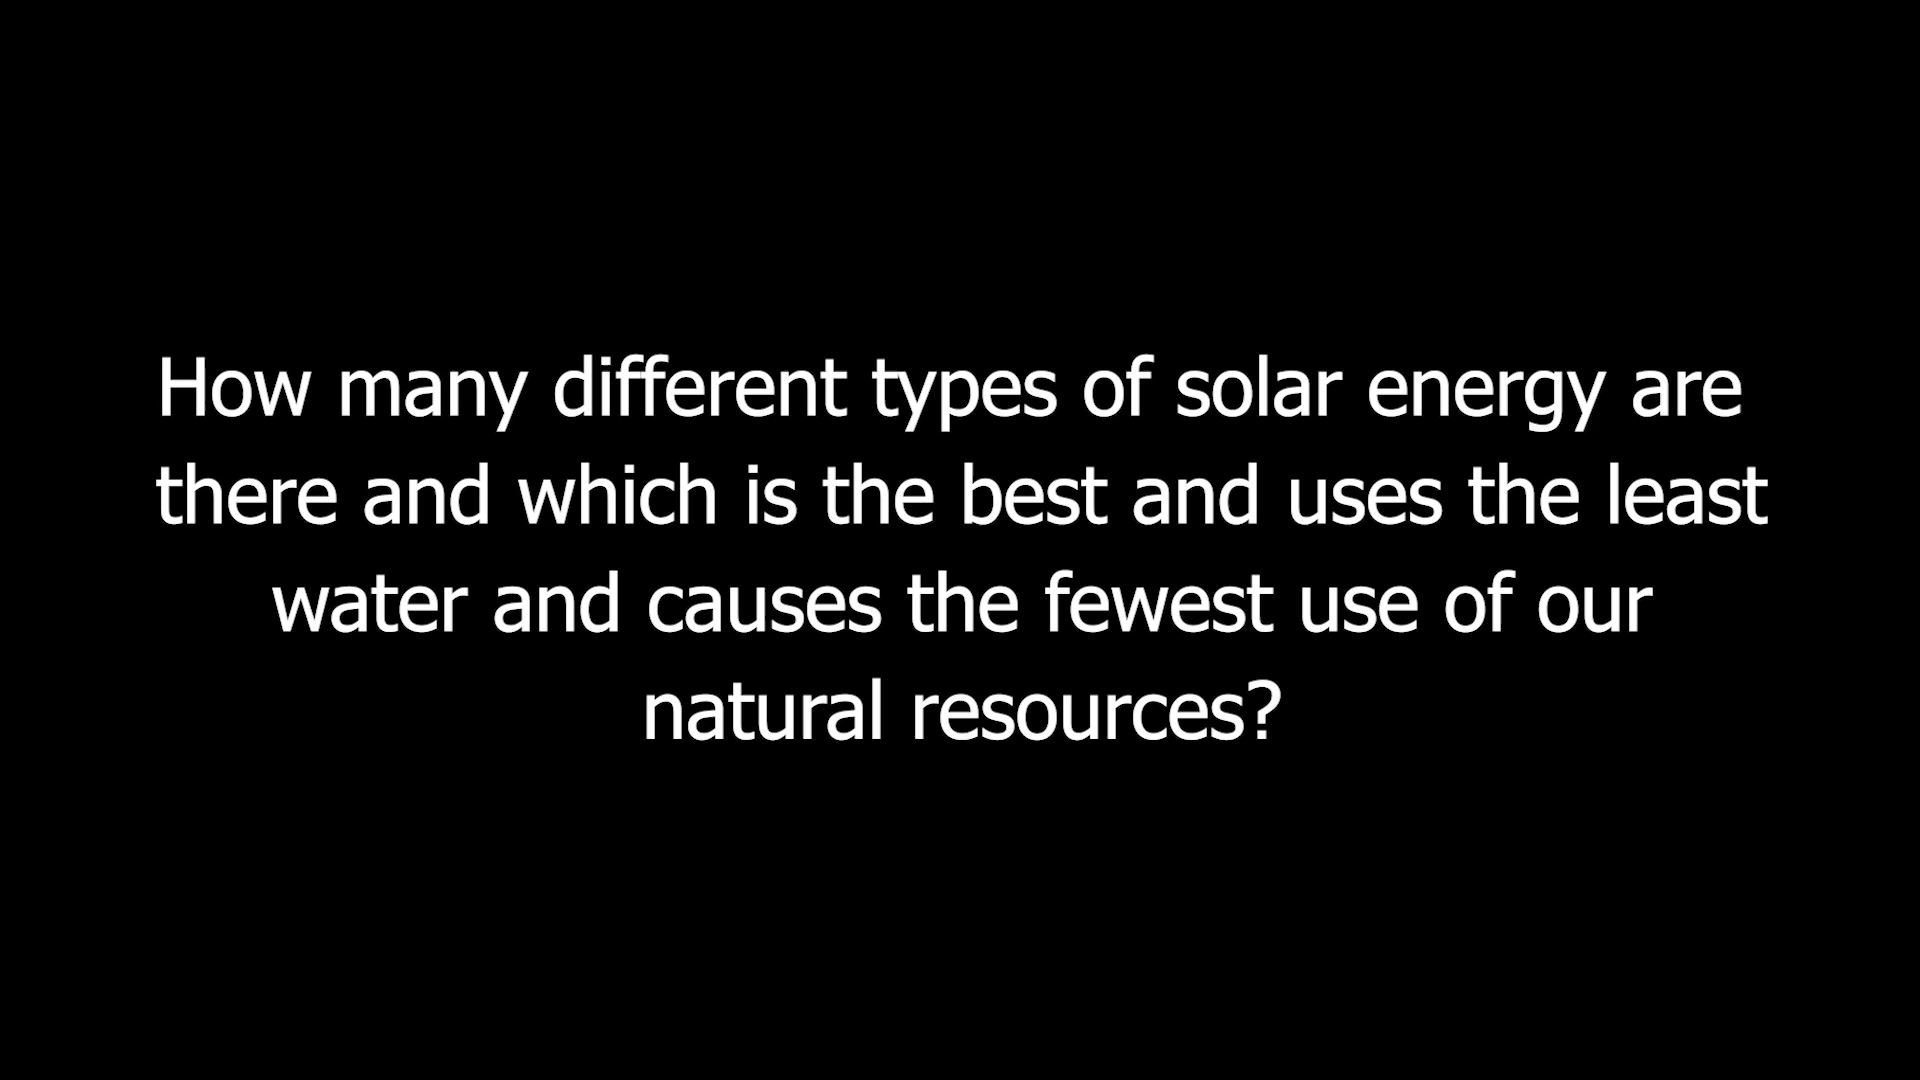 How many different types of solar energy are
there and which is the best and uses the least
water and causes the fewest use of our
natural resources?